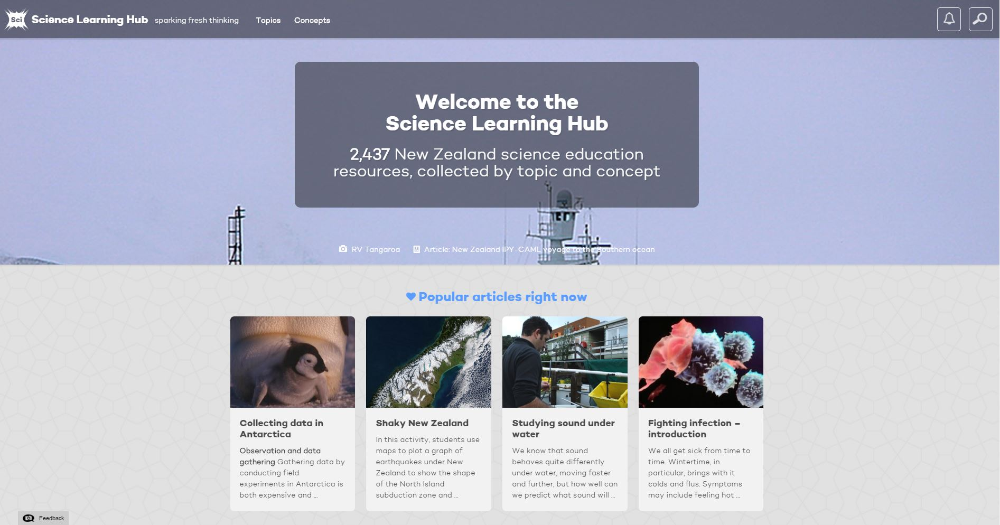 Sci
Science Learning Hub sparking fresh thinking Topics Concepts
Welcome to the
Science Learning Hub
2,437 New Zealand science education
resources, collected by topic and concept
RV Tangaroa Article: New Zealand IPY-CAML voyage to the Southern ocean
Popular articles right now
Collecting data in
Antarctica
Observation and data
gathering Gathering data by
conducting field
experiments in Antarctica is
both expensive and ...
Shaky New Zealand
In this activity, students use
maps to plot a graph of
earthquakes under New
Zealand to show the shape
of the North Island
subduction zone and ...
Studying sound under
water
We know that sound
behaves quite differently
under water, moving faster
and further, but how well can
we predict what sound will ...
Fighting infection –
introduction
We all get sick from time to
time. Wintertime, in
particular, brings with it
colds and flus. Symptoms
may include feeling hot ...
Feedback